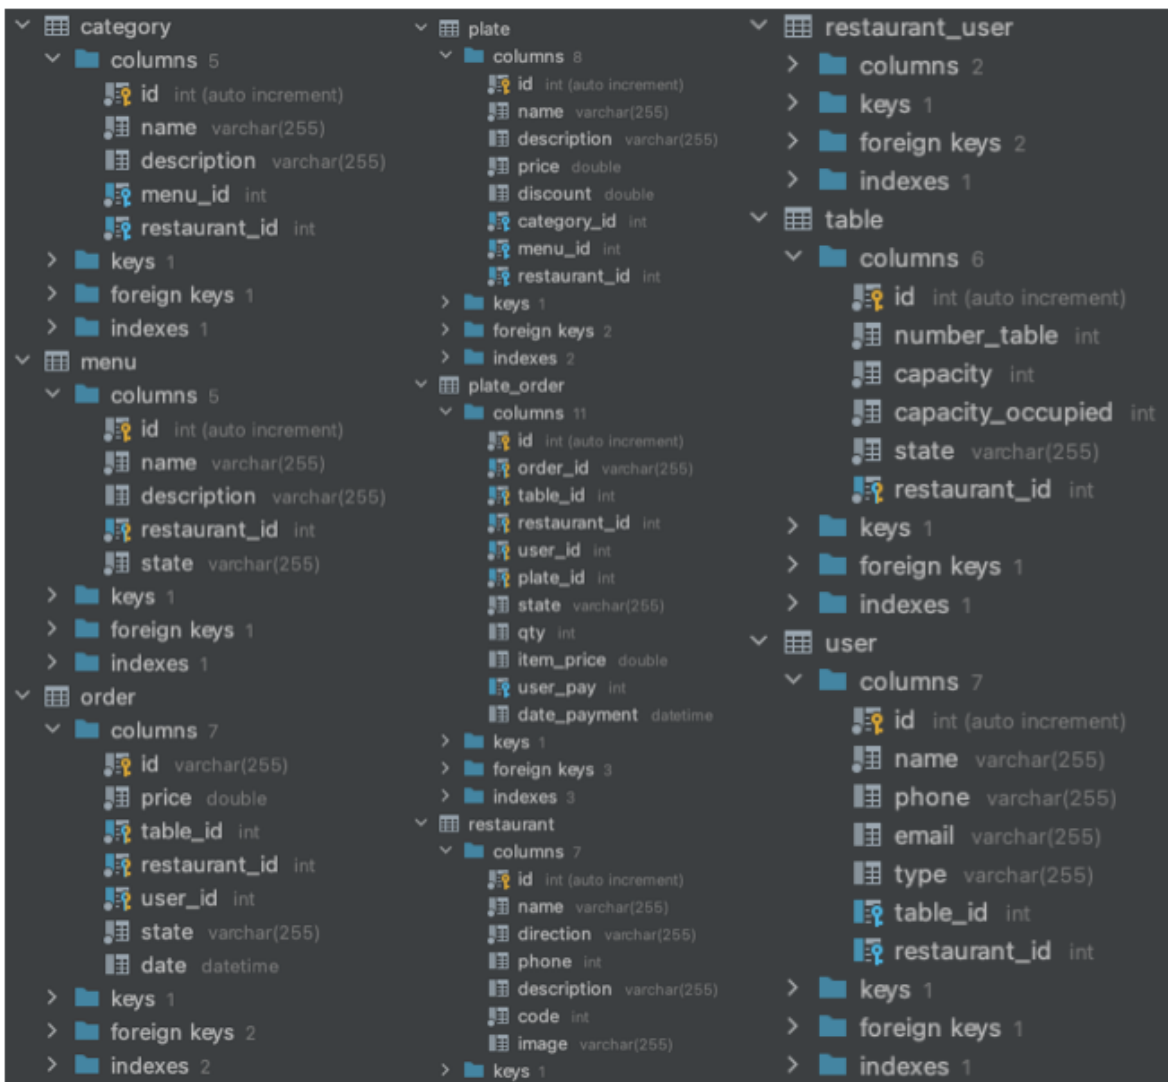 category
columns 5
id int (auto increment)
name varchar(255)
description varchar(255)
menu_id int
restaurant_id int
keys 1
foreign keys 1
indexes 1
menu
columns 5
id int (auto increment)
name varchar(255)
description varchar(255)
restaurant_id int
state varchar(255)
keys 1
foreign keys 1
indexes 1
order
columns 7
id varchar(255)
price double
table_id int
restaurant_id int
user_id int
state varchar(255)
date datetime
keys 1
foreign keys 2
indexes 2
plate
columns 8
id int (auto increment)
name varchar(255)
description varchar(255)
price double
discount double
category_id int
menu_id int
restaurant_id int
keys 1
foreign keys 2
indexes 2
plate_order
columns 11
id int (auto increment)
order_id varchar(255)
table_id int
restaurant_id int
user_id int
plate_id int
state varchar(255)
qty int
item_price double
user_pay int
date_payment datetime
keys 1
foreign keys 3
indexes 3
restaurant
columns 7
id int (auto increment)
name varchar(255)
direction varchar(255)
phone int
description varchar(255)
code int
image varchar(255)
keys 1
restaurant_user
columns 2
keys 1
foreign keys 2
indexes 1
table
columns 6
id int (auto increment)
number_table int
capacity int
capacity_occupied int
state varchar(255)
restaurant_id int
keys 1
foreign keys 1
indexes 1
user
columns 7
id int (auto increment)
name varchar(255)
phone varchar(255)
email varchar(255)
type varchar(255)
table_id int
restaurant_id int
keys 1
foreign keys 1
indexes 1